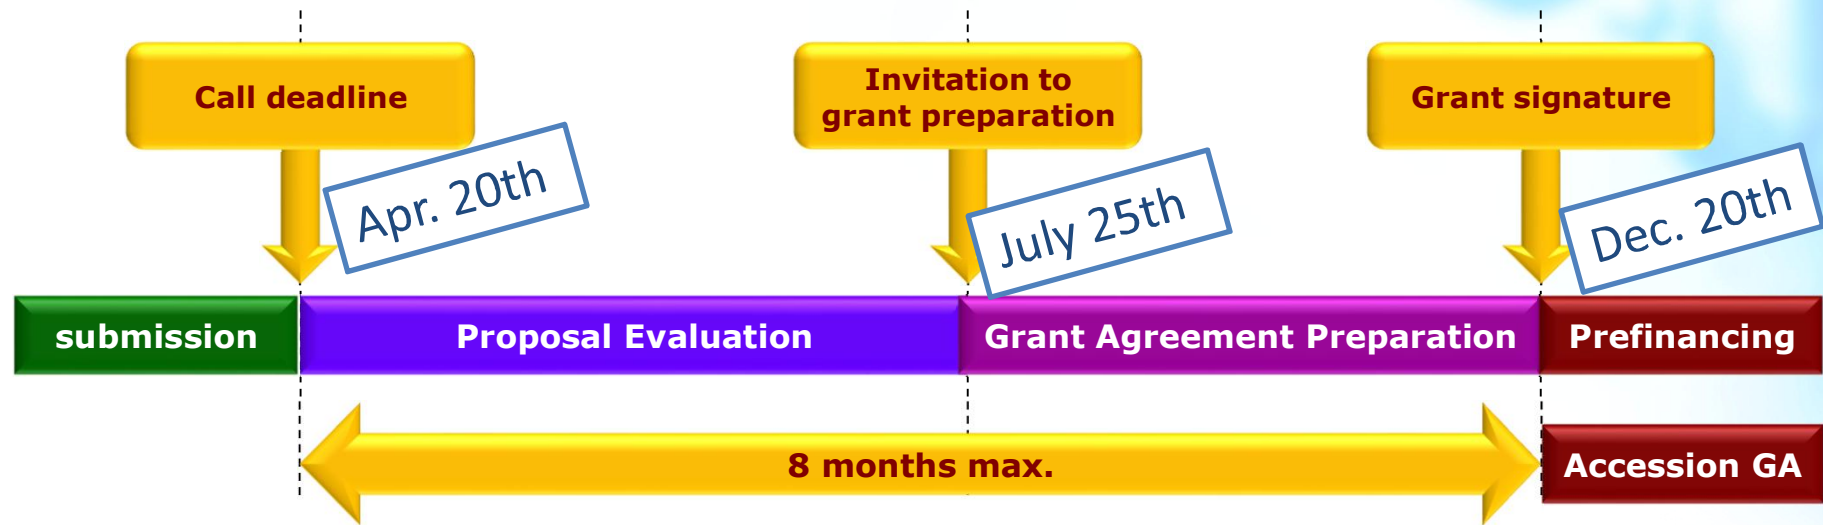 Call deadline
Invitation to
grant preparation
Grant signature
Apr. 20th
July 25th
Dec. 20th
submission
Proposal Evaluation
Grant Agreement Preparation
Prefinancing
8 months max.
Accession GA